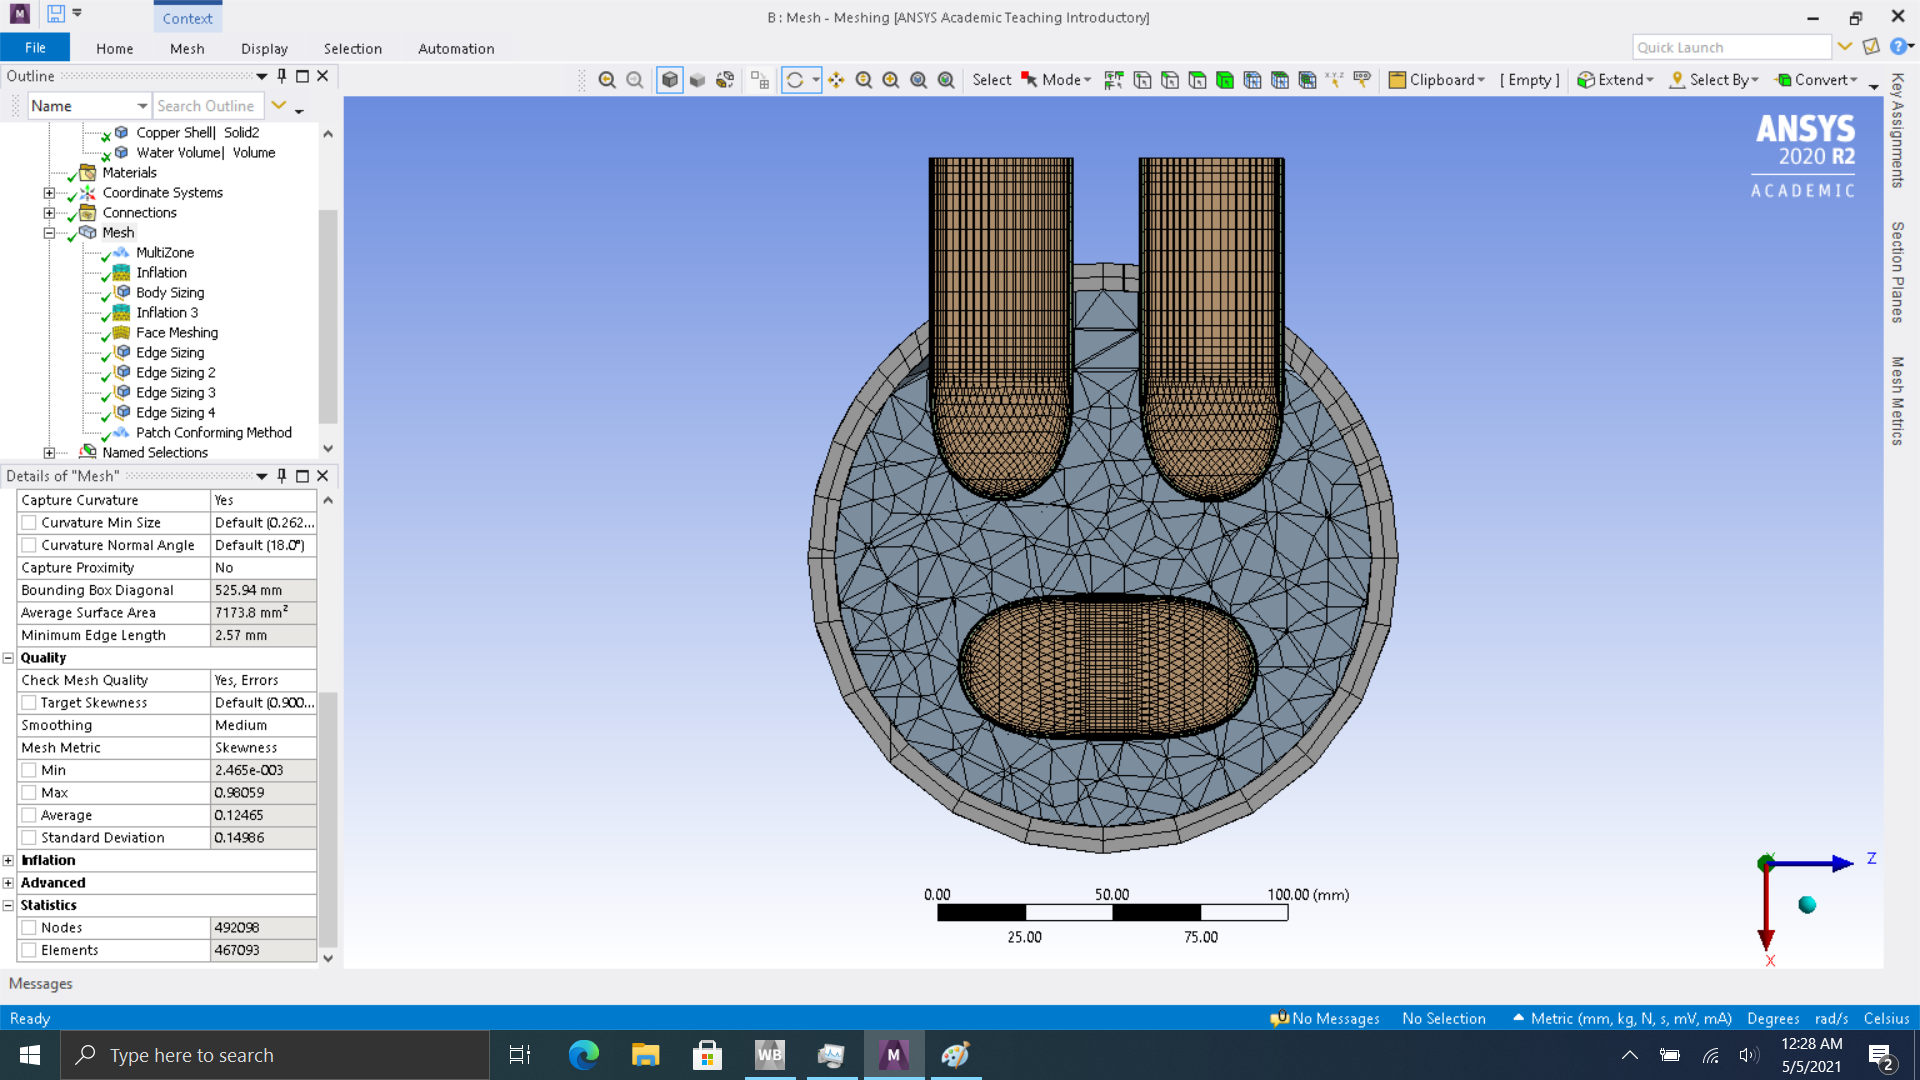 Context
B : Mesh - Meshing [ANSYS Academic Teaching Introductory]
File Home Mesh Display Selection Automation
Quick Launch
Outline
Name Search Outline
Select Mode Clipboard [ Empty ] Extend Select By Convert
Copper Shell| Solid2
Water Volume| Volume
Materials
Coordinate Systems
Connections
Mesh
MultiZone
Inflation
Body Sizing
Inflation 3
Face Meshing
Edge Sizing
Edge Sizing 2
Edge Sizing 3
Edge Sizing 4
Patch Conforming Method
Named Selections
Details of "Mesh"
Capture Curvature Yes
Curvature Min Size Default (0.262...
Curvature Normal Angle Default (18.0°)
Capture Proximity No
Bounding Box Diagonal 525.94 mm
Average Surface Area 7173.8 mm²
Minimum Edge Length 2.57 mm
Quality
Check Mesh Quality Yes, Errors
Target Skewness Default (0.900...
Smoothing Medium
Mesh Metric Skewness
Min 2.465e-003
Max 0.98059
Average 0.12465
Standard Deviation 0.14986
Inflation
Advanced
Statistics
Nodes 492098
Elements 467093
ANSYS
2020 R2
ACADEMIC
Key Assignments
Section Planes
Mesh Metrics
0.00 50.00 100.00 (mm)
25.00 75.00
Z
X
Messages
Ready
No Messages No Selection Metric (mm, kg, N, s, mV, mA) Degrees rad/s Celsius
Type here to search
WB
M
12:28 AM
5/5/2021
2